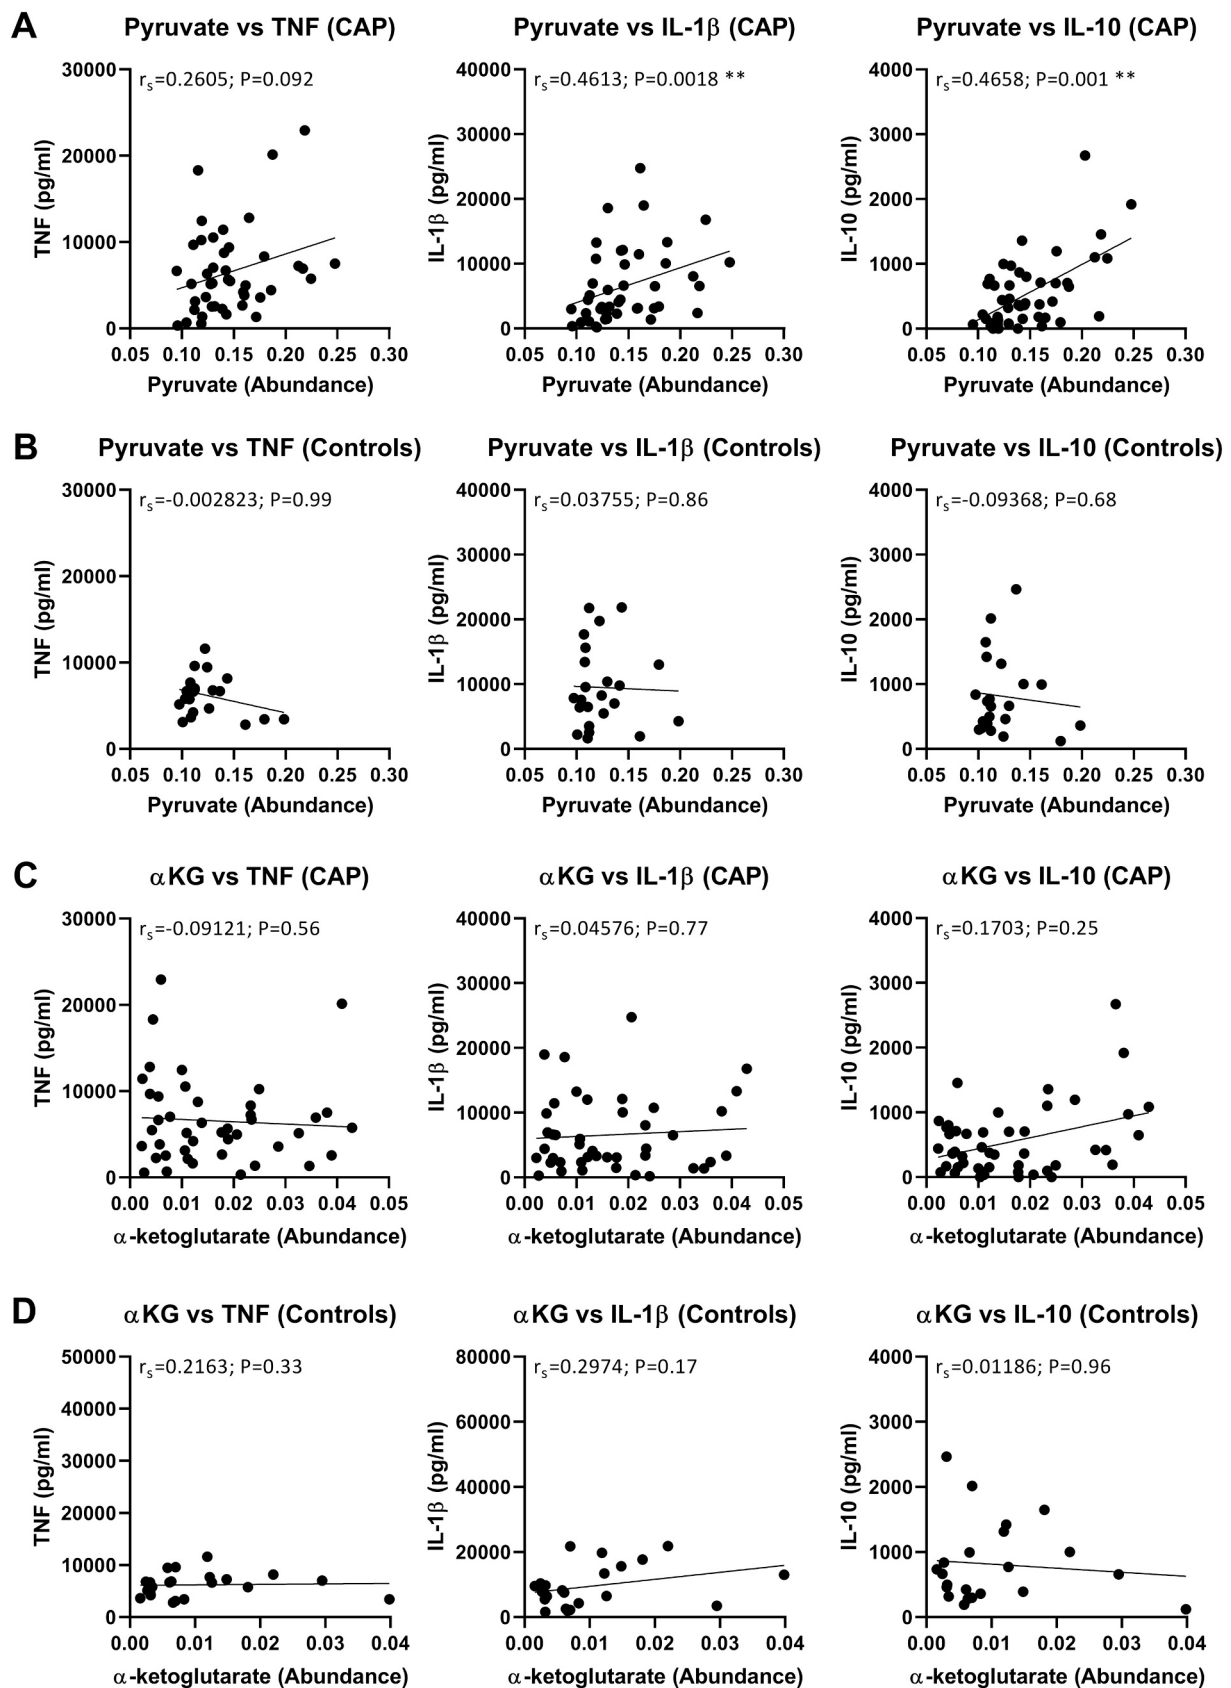 A
Pyruvate vs TNF (CAP)
Pyruvate vs IL-1β (CAP)
Pyruvate vs IL-10 (CAP)
rs=0.2605; P=0.092
rs=0.4613; P=0.0018 **
rs=0.4658; P=0.001 **
TNF (pg/ml)
30000
20000
10000
0
0.05 0.10 0.15 0.20 0.25 0.30
Pyruvate (Abundance)
IL-1β (pg/ml)
40000
30000
20000
10000
0
0.05 0.10 0.15 0.20 0.25 0.30
Pyruvate (Abundance)
IL-10 (pg/ml)
4000
3000
2000
1000
0
0.05 0.10 0.15 0.20 0.25 0.30
Pyruvate (Abundance)
B
Pyruvate vs TNF (Controls)
Pyruvate vs IL-1β (Controls)
Pyruvate vs IL-10 (Controls)
rs=-0.002823; P=0.99
rs=0.03755; P=0.86
rs=-0.09368; P=0.68
TNF (pg/ml)
30000
20000
10000
0
0.05 0.10 0.15 0.20 0.25 0.30
Pyruvate (Abundance)
IL-1β (pg/ml)
40000
30000
20000
10000
0
0.05 0.10 0.15 0.20 0.25 0.30
Pyruvate (Abundance)
IL-10 (pg/ml)
4000
3000
2000
1000
0
0.05 0.10 0.15 0.20 0.25 0.30
Pyruvate (Abundance)
C
αKG vs TNF (CAP)
αKG vs IL-1β (CAP)
αKG vs IL-10 (CAP)
rs=-0.09121; P=0.56
rs=0.04576; P=0.77
rs=0.1703; P=0.25
TNF (pg/ml)
30000
20000
10000
0
0.00 0.01 0.02 0.03 0.04 0.05
α-ketoglutarate (Abundance)
IL-1β (pg/ml)
40000
30000
20000
10000
0
0.00 0.01 0.02 0.03 0.04 0.05
α-ketoglutarate (Abundance)
IL-10 (pg/ml)
4000
3000
2000
1000
0
0.00 0.01 0.02 0.03 0.04 0.05
α-ketoglutarate (Abundance)
D
αKG vs TNF (Controls)
αKG vs IL-1β (Controls)
αKG vs IL-10 (Controls)
rs=0.2163; P=0.33
rs=0.2974; P=0.17
rs=0.01186; P=0.96
TNF (pg/ml)
50000
40000
30000
20000
10000
0
0.00 0.01 0.02 0.03 0.04
α-ketoglutarate (Abundance)
IL-1β (pg/ml)
80000
60000
40000
20000
0
0.00 0.01 0.02 0.03 0.04
α-ketoglutarate (Abundance)
IL-10 (pg/ml)
4000
3000
2000
1000
0
0.00 0.01 0.02 0.03 0.04
α-ketoglutarate (Abundance)